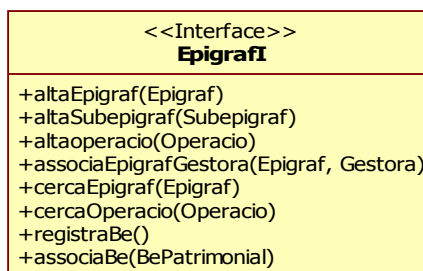 <<Interface>>
EpigrafI
+altaEpigraf(Epigraf)
+altaSubepigraf(Subepigraf)
+altaoperacio(Operacio)
+associaEpigrafGestora(Epigraf, Gestora)
+cercaEpigraf(Epigraf)
+cercaOperacio(Operacio)
+registraBe()
+associaBe(BePatrimonial)